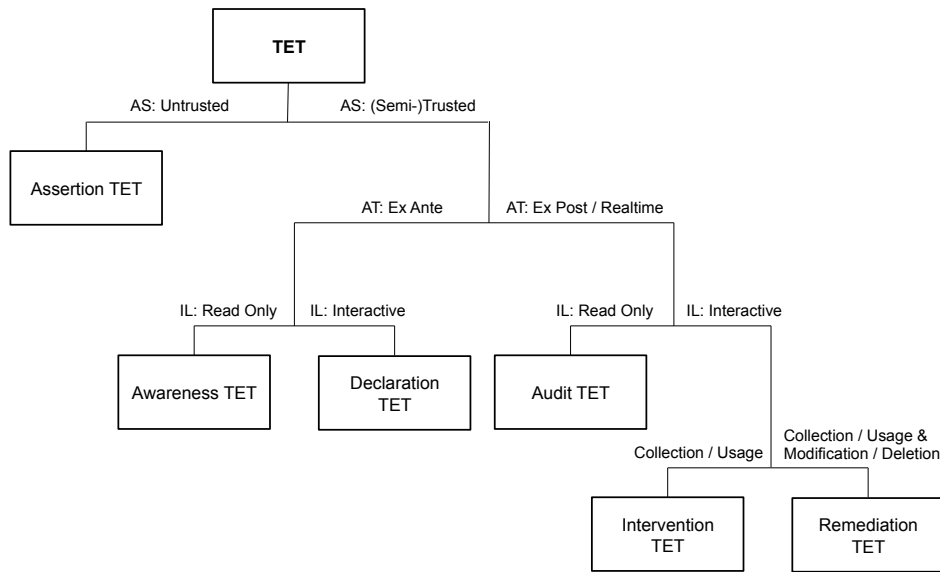 TET
AS: Untrusted
AS: (Semi-)Trusted
Assertion TET
AT: Ex Ante
AT: Ex Post / Realtime
IL: Read Only
IL: Interactive
IL: Read Only
IL: Interactive
Awareness TET
Declaration
TET
Audit TET
Collection / Usage
Collection / Usage &
Modification / Deletion
Intervention
TET
Remediation
TET